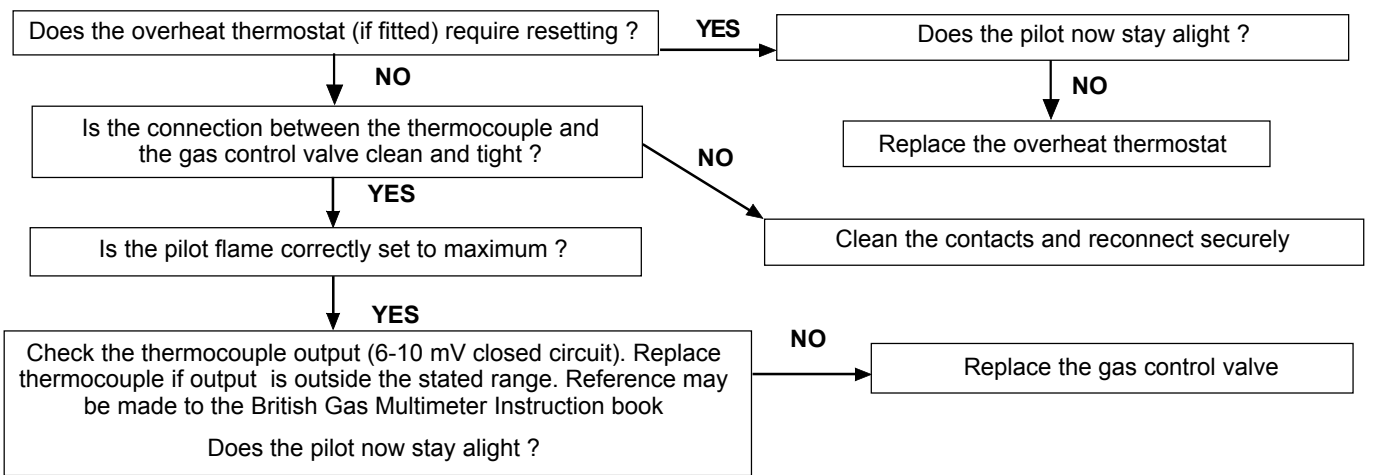 Does the overheat thermostat (if fitted) require resetting ?
YES
Does the pilot now stay alight ?
NO
NO
Is the connection between the thermocouple and
the gas control valve clean and tight ?
Replace the overheat thermostat
NO
YES
Is the pilot flame correctly set to maximum ?
Clean the contacts and reconnect securely
YES
Check the thermocouple output (6-10 mV closed circuit). Replace
thermocouple if output is outside the stated range. Reference may
be made to the British Gas Multimeter Instruction book
Does the pilot now stay alight ?
NO
Replace the gas control valve